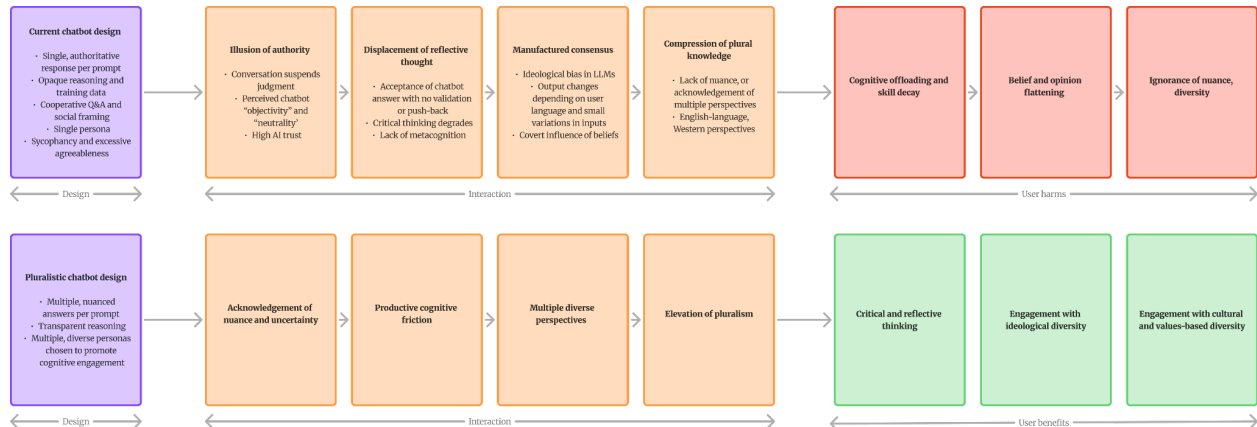 Current chatbot design
· Single, authoritative
response per prompt
· Opaque reasoning and
training data
· Cooperative Q&A and
social framing
· Single persona
· Sycophancy and excessive
agreeableness
Illusion of authority
· Conversation suspends
judgment
· Perceived chatbot
"objectivity" and
"neutrality'
· High AI trust
Displacement of reflective
thought
· Acceptance of chatbot
answer with no validation
or push-back
· Critical thinking degrades
· Lack of metacognition
Manufactured consensus
· Ideological bias in LLMs
· Output changes
depending on user
language and small
variations in inputs
· Covert influence of beliefs
Compression of plural
knowledge
· Lack of nuance, or
acknowledgement of
multiple perspectives
· English-language,
Western perspectives
Cognitive offloading and
skill decay
Belief and opinion
flattening
Ignorance of nuance,
diversity
Design
Interaction
User harms
Pluralistic chatbot design
· Multiple, nuanced
answers per prompt
· Transparent reasoning
· Multiple, diverse personas
chosen to promote
cognitive engagement
Acknowledgement of
nuance and uncertainty
Productive cognitive
friction
Multiple diverse
perspectives
Elevation of pluralism
Critical and reflective
thinking
Engagement with
ideological diversity
Engagement with cultural
and values-based diversity
Design
Interaction
User benefits